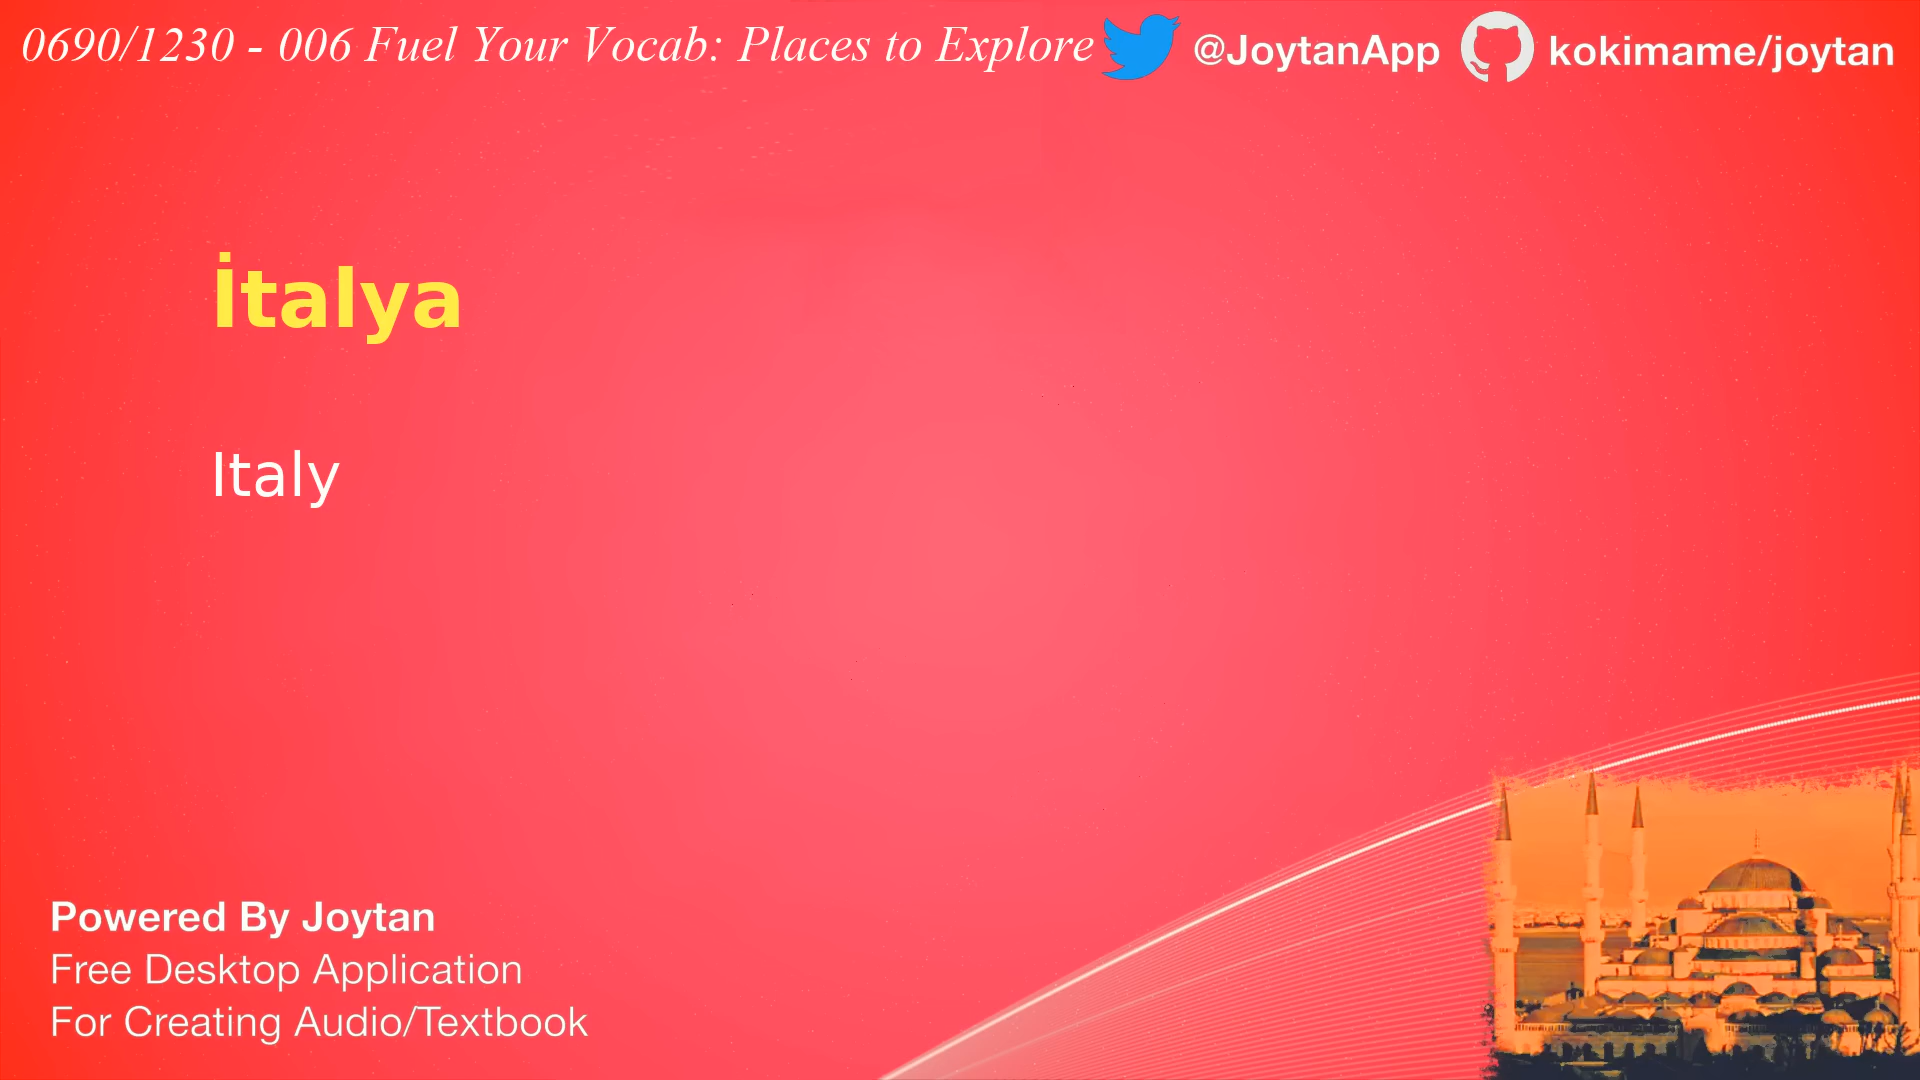 0690/1230 - 006 Fuel Your Vocab: Places to Explore @JoytanApp kokimame/joytan
İtalya
Italy
Powered By Joytan
Free Desktop Application
For Creating Audio/Textbook